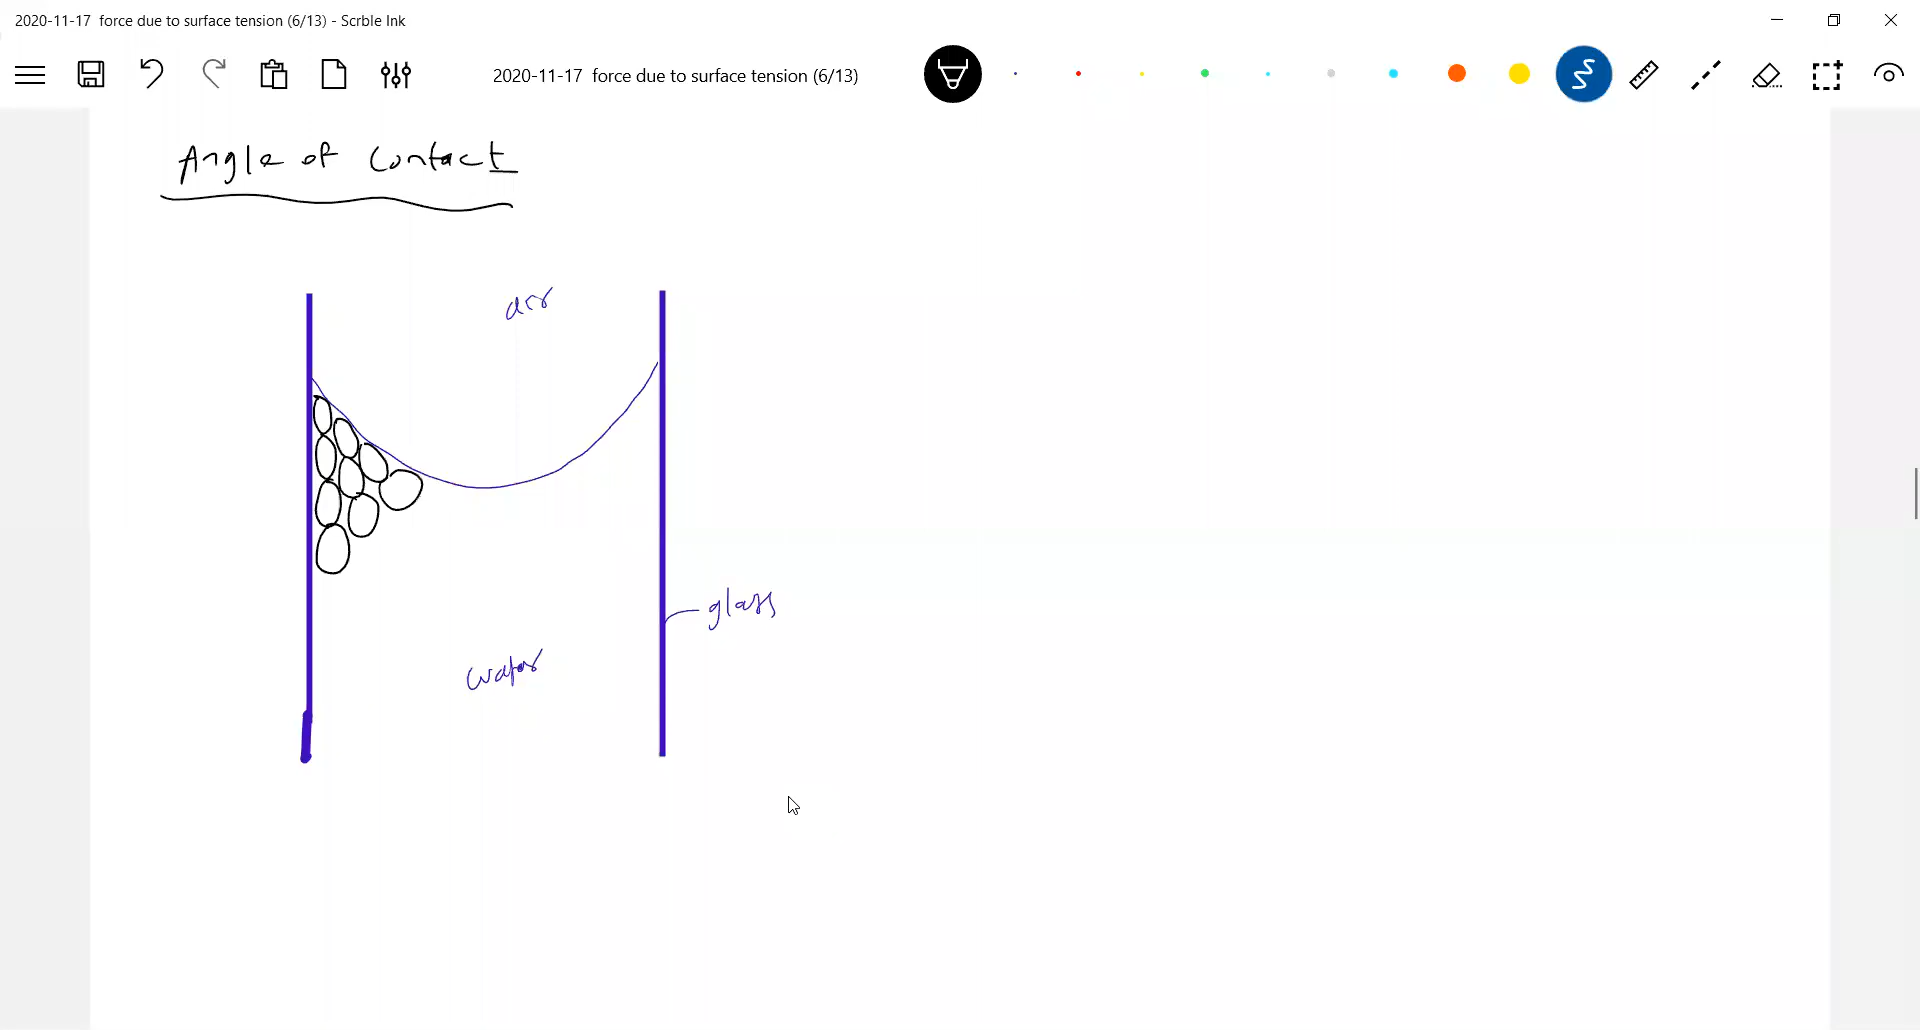 2020-11-17 force due to surface tension (6/13) - Scrble Ink
2020-11-17 force due to surface tension (6/13)
Angle of Contact
air
glass
water